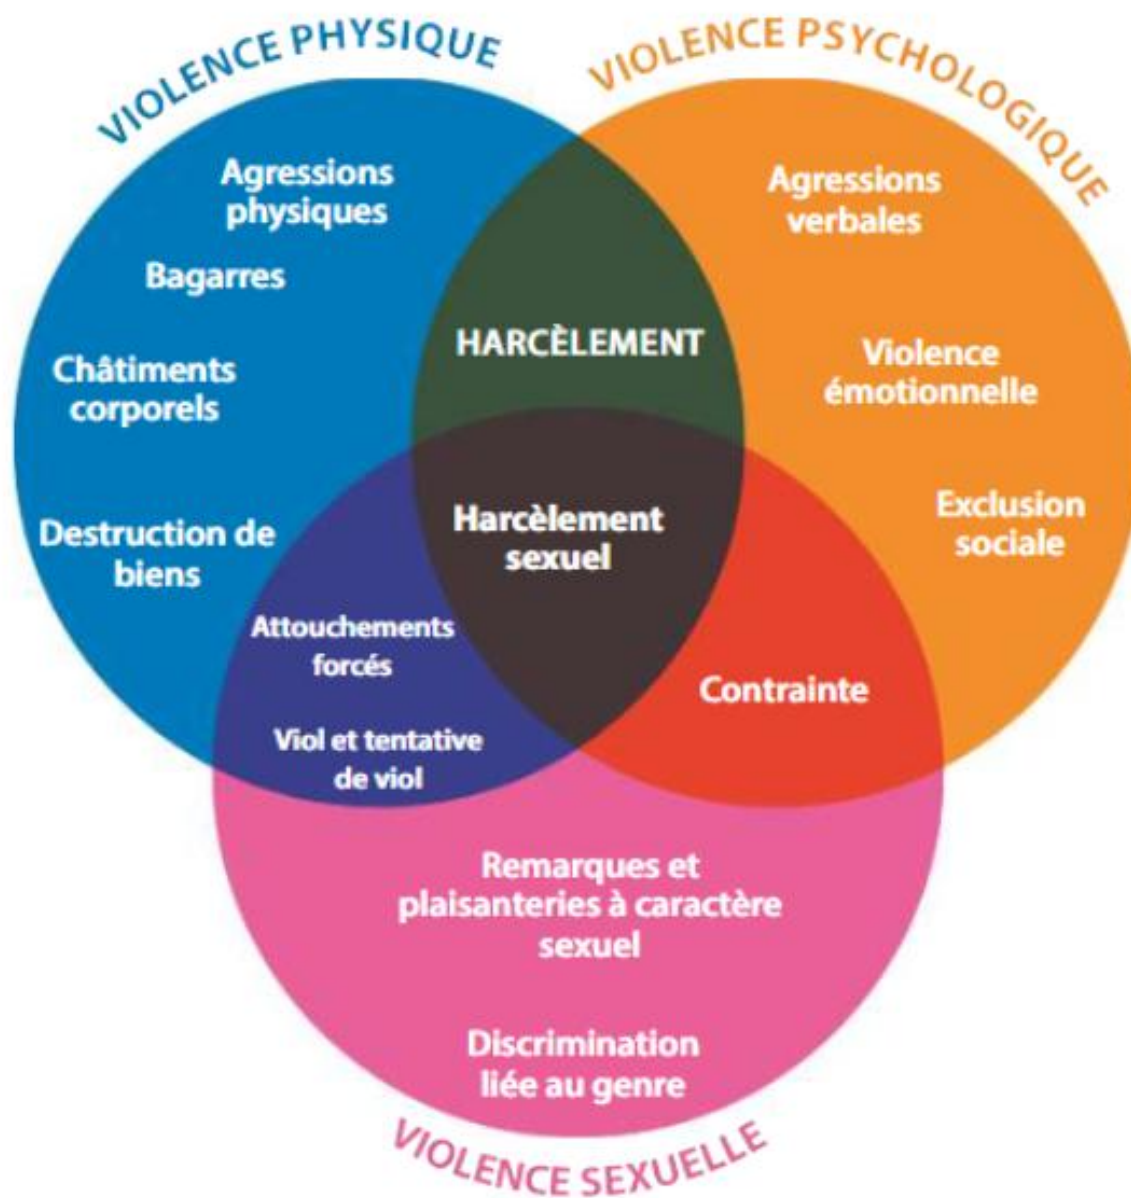 VIOLENCE PHYSIQUE
VIOLENCE PSYCHOLOGIQUE
Agressions
physiques
Bagarres
Châtiments
corporels
Destruction de
biens
HARCÈLEMENT
Agressions
verbales
Violence
émotionnelle
Exclusion
sociale
Harcèlement
sexuel
Attouchements
forcés
Viol et tentative
de viol
Contrainte
Remarques et
plaisanteries à caractère
sexuel
Discrimination
liée au genre
VIOLENCE SEXUELLE